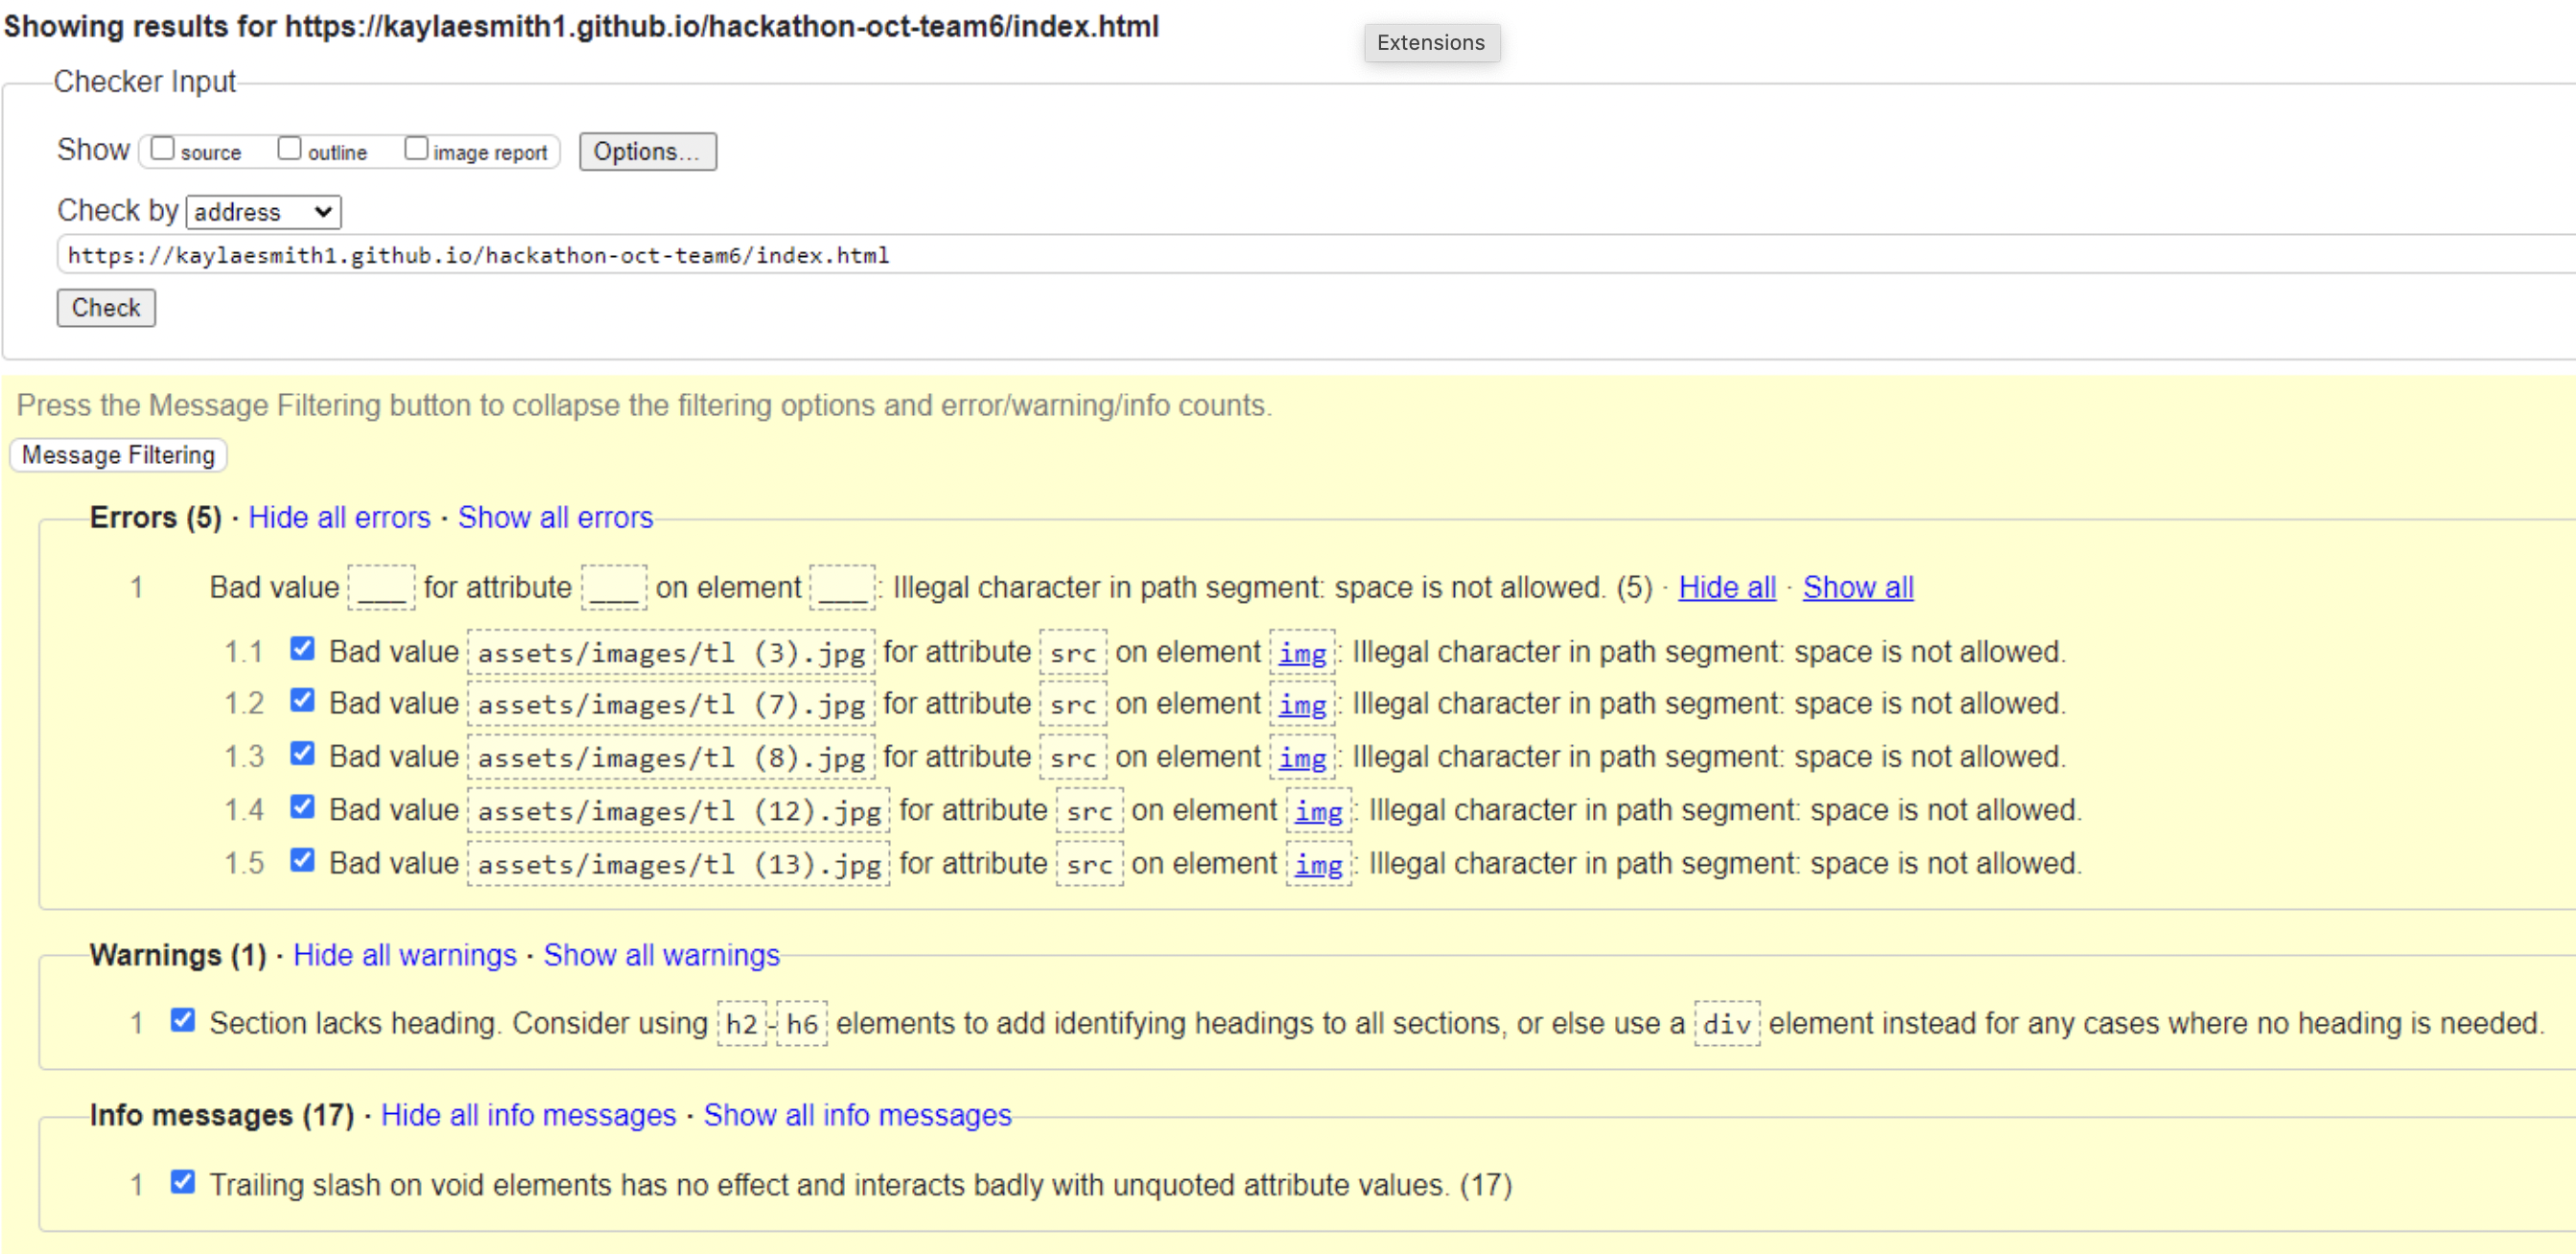 Showing results for https://kaylaesmith1.github.io/hackathon-oct-team6/index.html
Extensions
Checker Input
Show source outline image report Options...
Check by address
https://kaylaesmith1.github.io/hackathon-oct-team6/index.html
Check
Press the Message Filtering button to collapse the filtering options and error/warning/info counts.
Message Filtering
Errors (5) · Hide all errors · Show all errors
1 Bad value ___ for attribute ___ on element ___: Illegal character in path segment: space is not allowed. (5) · Hide all · Show all
1.1 Bad value assets/images/tl (3).jpg for attribute src on element img: Illegal character in path segment: space is not allowed.
1.2 Bad value assets/images/tl (7).jpg for attribute src on element img: Illegal character in path segment: space is not allowed.
1.3 Bad value assets/images/tl (8).jpg for attribute src on element img: Illegal character in path segment: space is not allowed.
1.4 Bad value assets/images/tl (12).jpg for attribute src on element img: Illegal character in path segment: space is not allowed.
1.5 Bad value assets/images/tl (13).jpg for attribute src on element img: Illegal character in path segment: space is not allowed.
Warnings (1) · Hide all warnings · Show all warnings
1 Section lacks heading. Consider using h2-h6 elements to add identifying headings to all sections, or else use a div element instead for any cases where no heading is needed.
Info messages (17) · Hide all info messages · Show all info messages
1 Trailing slash on void elements has no effect and interacts badly with unquoted attribute values. (17)